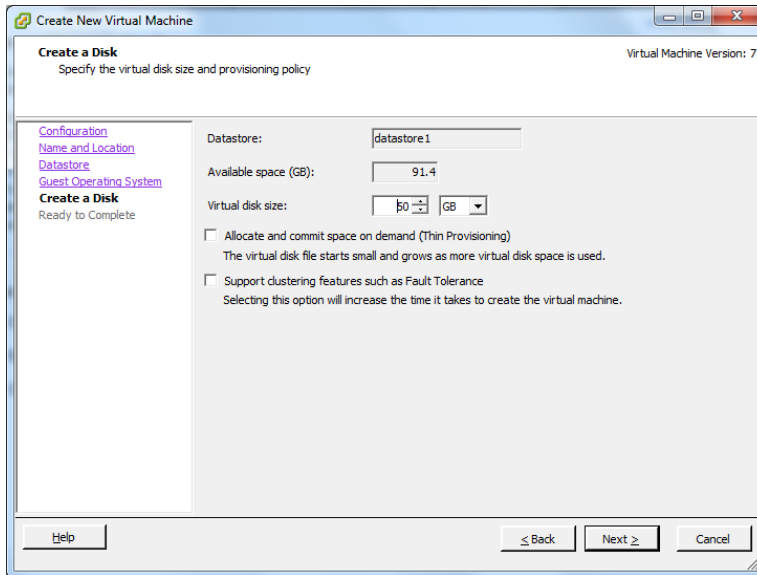 Create New Virtual Machine
Create a Disk
Specify the virtual disk size and provisioning policy
Virtual Machine Version: 7
Configuration
Name and Location
Datastore
Guest Operating System
Create a Disk
Ready to Complete
Datastore: datastore1
Available space (GB): 91.4
Virtual disk size: 50 GB
Allocate and commit space on demand (Thin Provisioning)
The virtual disk file starts small and grows as more virtual disk space is used.
Support clustering features such as Fault Tolerance
Selecting this option will increase the time it takes to create the virtual machine.
Help
< Back
Next >
Cancel